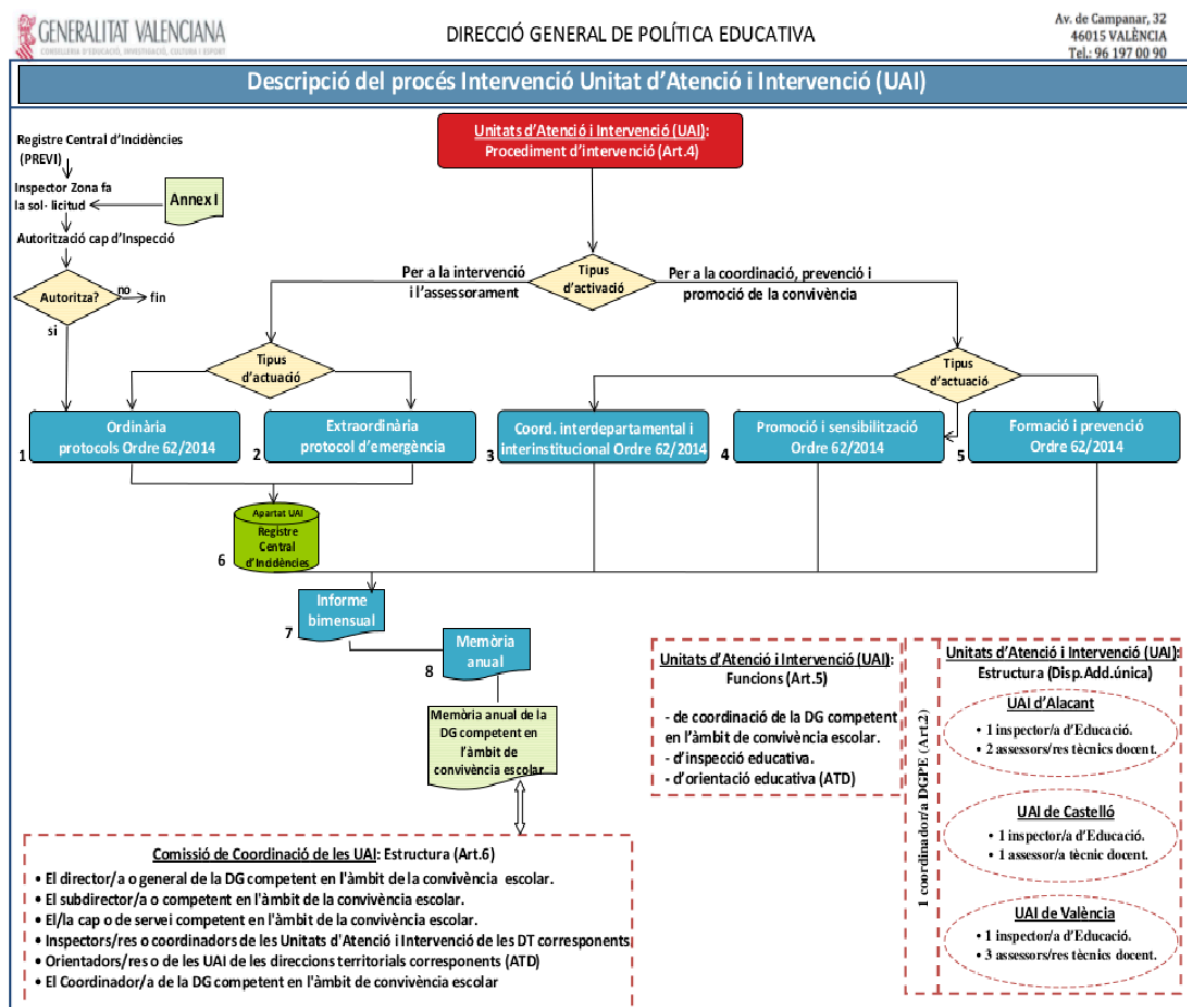 GENERALITAT VALENCIANA
CONSELLERIA D'EDUCACIÓ, INVESTIGACIÓ, CULTURA I ESPORT
DIRECCIÓ GENERAL DE POLÍTICA EDUCATIVA
Av. de Campanar, 32
46015 VALÈNCIA
Tel.: 96 197 00 90
Descripció del procés Intervenció Unitat d'Atenció i Intervenció (UAI)
Registre Central d'Incidències
(PREVI)
Inspector Zona fa
la sol· licitud
Annex I
Autorització cap d'Inspecció
Autoritza?
no
fin
si
Unitats d'Atenció i Intervenció (UAI):
Procediment d'intervenció (Art.4)
Per a la intervenció
i l'assessorament
Tipus
d'activació
Per a la coordinació, prevenció i
promoció de la convivència
Tipus
d'actuació
Tipus
d'actuació
1
Ordinària
protocols Ordre 62/2014
2
Extraordinària
protocol d'emergència
3
Coord. interdepartamental i
interinstitucional Ordre 62/2014
4
Promoció i sensibilització
Ordre 62/2014
5
Formació i prevenció
Ordre 62/2014
6
Apartat UAI
Registre
Central
d'Incidències
7
Informe
bimensual
8
Memòria
anual
Memòria anual de la
DG competent en
l'àmbit de
convivència escolar
Unitats d'Atenció i Intervenció (UAI):
Funcions (Art.5)
- de coordinació de la DG competent
en l'àmbit de convivència escolar.
- d'inspecció educativa.
- d'orientació educativa (ATD)
1 coordinador/a DGPE (Art.2)
Unitats d'Atenció i Intervenció (UAI):
Estructura (Disp.Add.única)
UAI d'Alacant
• 1 inspector/a d'Educació.
• 2 assessors/res tècnics docent.
UAI de Castelló
• 1 inspector/a d'Educació.
• 1 assessor/a tècnic docent.
UAI de València
• 1 inspector/a d'Educació.
• 3 assessors/res tècnics docent.
Comissió de Coordinació de les UAI: Estructura (Art.6)
• El director/a o general de la DG competent en l'àmbit de la convivència escolar.
• El subdirector/a o competent en l'àmbit de la convivència escolar.
• El/la cap o de servei competent en l'àmbit de la convivència escolar.
• Inspectors/res o coordinadors de les Unitats d'Atenció i Intervenció de les DT corresponents
• Orientadors/res o de les UAI de les direccions territorials corresponents (ATD)
• El Coordinador/a de la DG competent en l'àmbit de convivència escolar